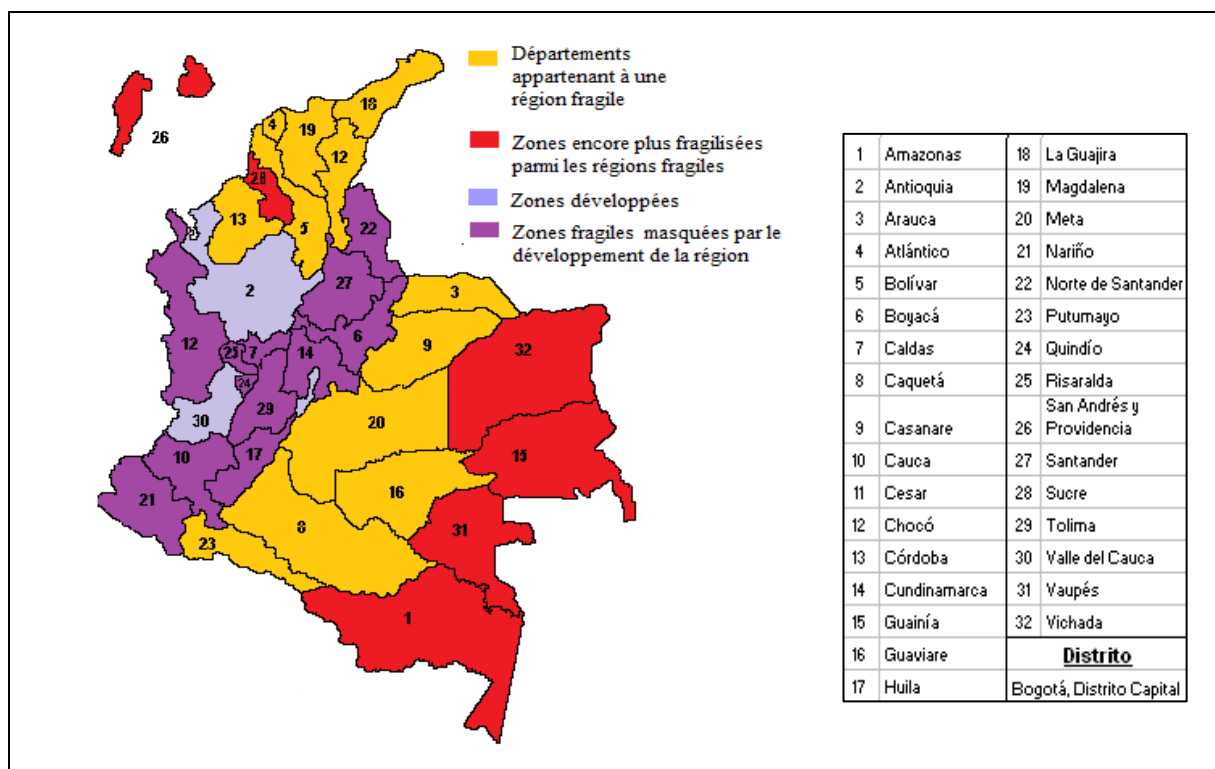 Départements
appartenant à une
région fragile
Zones encore plus fragilisées
parmi les régions fragiles
Zones développées
Zones fragiles masquées par le
développement de la région
18
4
19
12
26
28
13
5
22
2
27
3
12
6
9
32
25
7
14
24
29
30
20
15
10
17
16
21
8
31
23
1
1 Amazonas 18 La Guajira
2 Antioquia 19 Magdalena
3 Arauca 20 Meta
4 Atlántico 21 Nariño
5 Bolívar 22 Norte de Santander
6 Boyacá 23 Putumayo
7 Caldas 24 Quindío
8 Caquetá 25 Risaralda
9 Casanare 26 San Andrés y
Providencia
10 Cauca 27 Santander
11 Cesar 28 Sucre
12 Chocó 29 Tolima
13 Córdoba 30 Valle del Cauca
14 Cundinamarca 31 Vaupés
15 Guainía 32 Vichada
16 Guaviare Distrito
17 Huila Bogotá, Distrito Capital